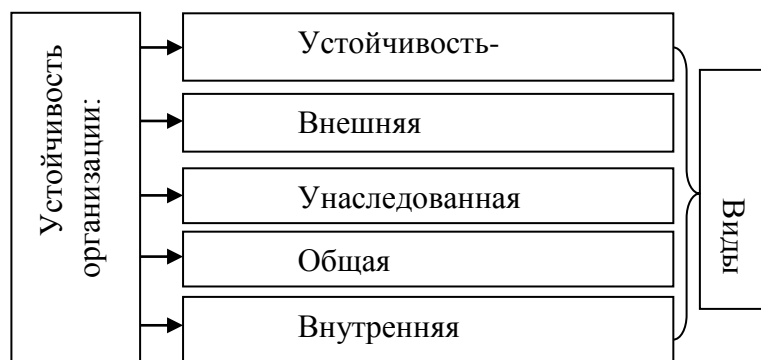 Устойчивость
организации:
Устойчивость-
Внешняя
Унаследованная
Общая
Внутренняя
Виды